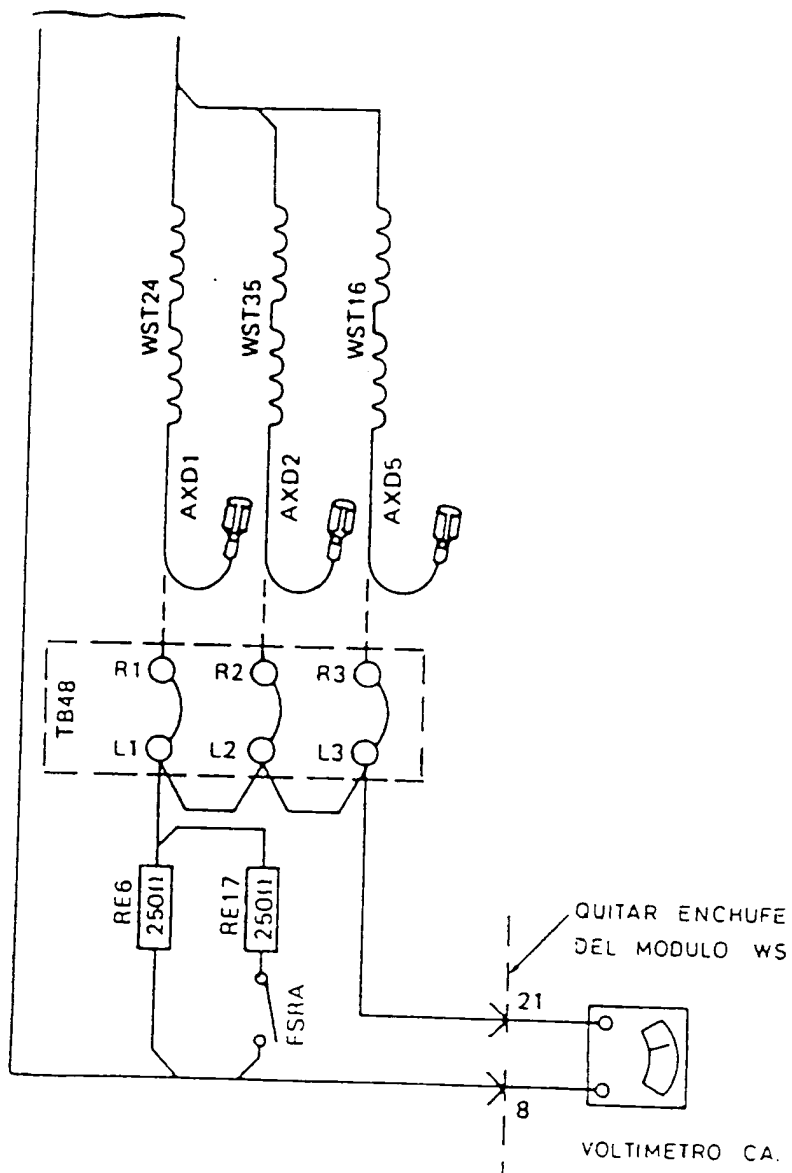 WST24
WST35
WST16
AXD1
AXD2
AXD5
TB48
R1
R2
R3
L1
L2
L3
RE6
250Ω
RE17
250Ω
FSRA
QUITAR ENCHUFE
DEL MODULO WS
21
8
VOLTIMETRO CA.